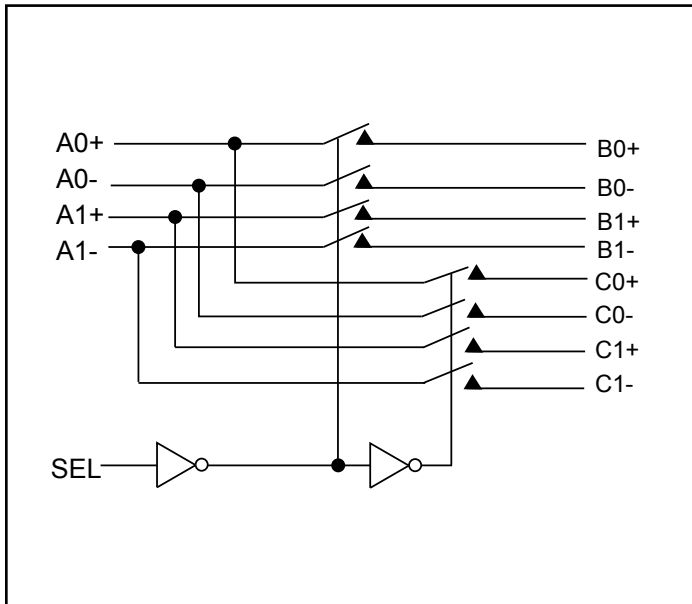 A0+
A0-
A1+
A1-
B0+
B0-
B1+
B1-
C0+
C0-
C1+
C1-
SEL